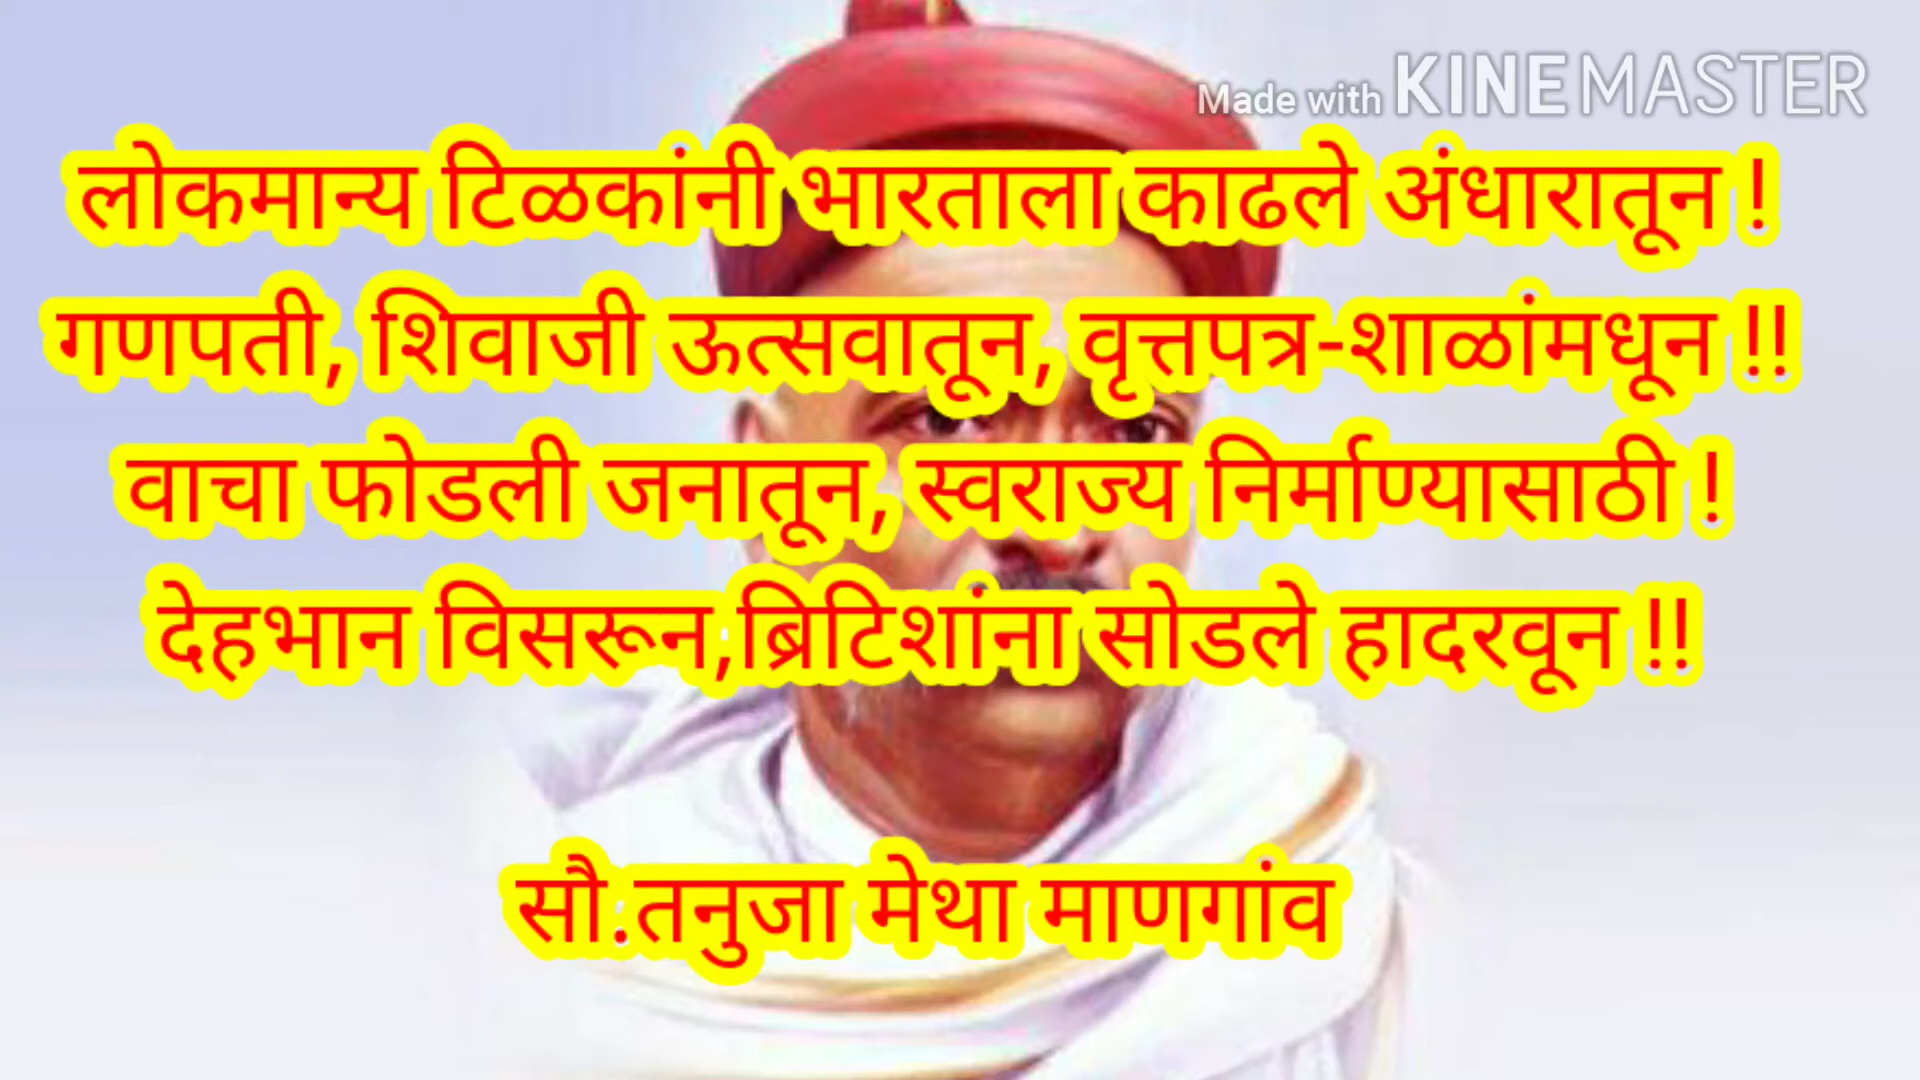 Made with KINEMASTER
लोकमान्य टिळकांनी भारताला काढले अंधारातून !
गणपती, शिवाजी ऊत्सवातून, वृत्तपत्र-शाळांमधून !!
वाचा फोडली जनातून, स्वराज्य निर्माण्यासाठी !
देहभान विसरून,ब्रिटिशांना सोडले हादरवून !!
सौ.तनुजा मेथा माणगांव